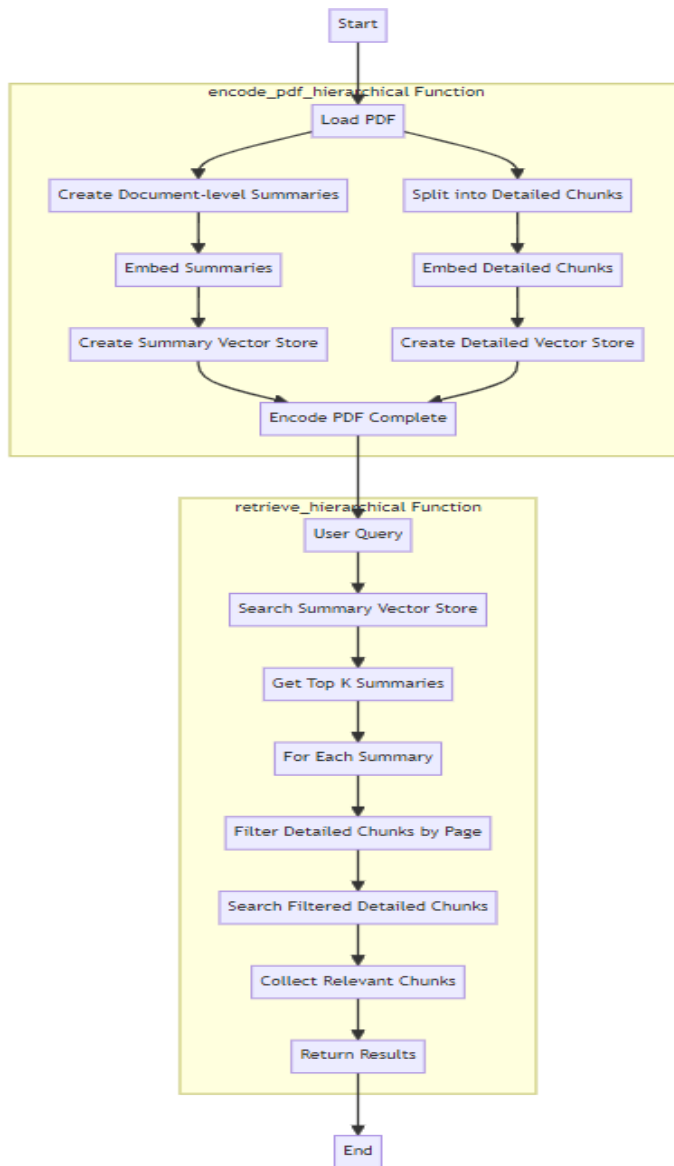 Start
encode_pdf_hierarchical Function
Load PDF
Create Document-level Summaries
Split into Detailed Chunks
Embed Summaries
Embed Detailed Chunks
Create Summary Vector Store
Create Detailed Vector Store
Encode PDF Complete
retrieve_hierarchical Function
User Query
Search Summary Vector Store
Get Top K Summaries
For Each Summary
Filter Detailed Chunks by Page
Search Filtered Detailed Chunks
Collect Relevant Chunks
Return Results
End